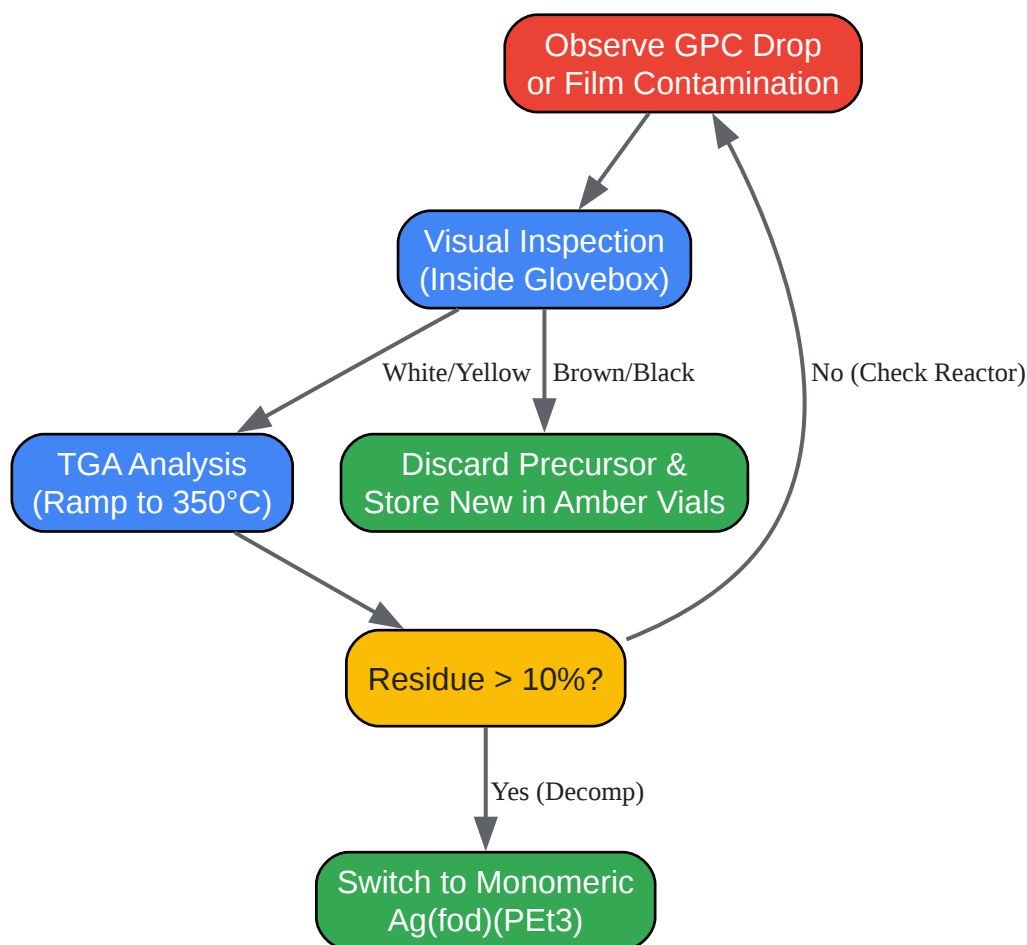 Observe GPC Drop
or Film Contamination
Visual Inspection
(Inside Glovebox)
White/Yellow
Brown/Black
No (Check Reactor)
TGA Analysis
(Ramp to 350°C)
Discard Precursor &
Store New in Amber Vials
Residue > 10%?
Yes (Decomp)
Switch to Monomeric
Ag(fod)(PEt3)